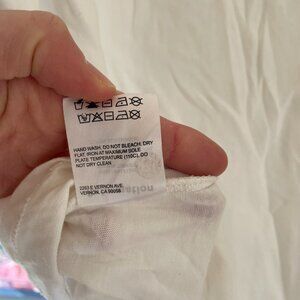 HAND WASH. DO NOT BLEACH. DRY
FLAT. IRON AT MAXIMUM SOLE
PLATE TEMPERATURE (110C). DO
NOT DRY CLEAN
2263 E VERNON AVE.
VERNON, CA 90058